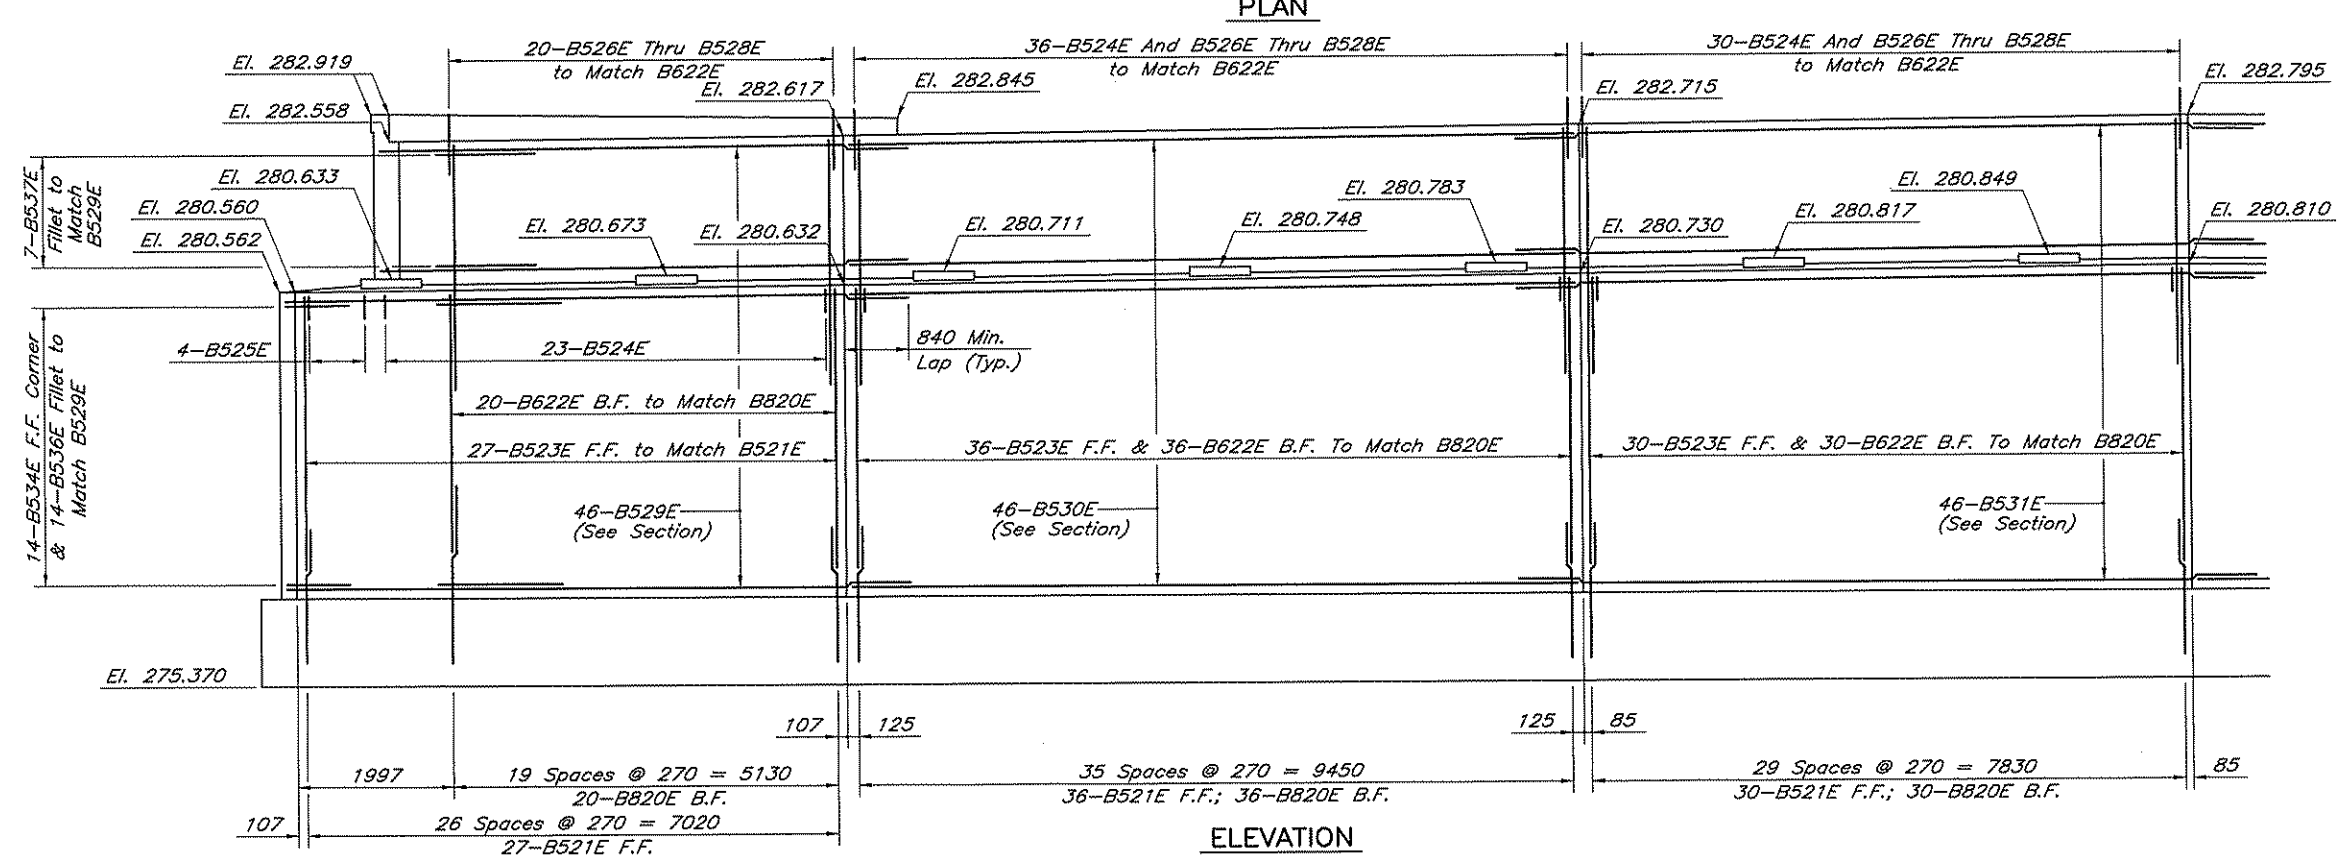 PLAN
20-B526E Thru B528E
to Match B622E
36-B524E And B526E Thru B528E
to Match B622E
30-B524E And B526E Thru B528E
to Match B622E
El. 282.919
El. 282.558
El. 282.617
El. 282.845
El. 282.715
El. 282.795
7-B537E
Fillet to
Match
B529E
El. 280.633
El. 280.560
El. 280.562
El. 280.673
El. 280.632
El. 280.711
El. 280.748
El. 280.783
El. 280.730
El. 280.817
El. 280.849
El. 280.810
14-B534E F.F. Corner
& 14-B536E Fillet to
Match B529E
4-B525E
23-B524E
840 Min.
Lap (Typ.)
20-B622E B.F. to Match B820E
27-B523E F.F. to Match B521E
36-B523E F.F. & 36-B622E B.F. To Match B820E
30-B523E F.F. & 30-B622E B.F. To Match B820E
46-B529E
(See Section)
46-B530E
(See Section)
46-B531E
(See Section)
El. 275.370
107
125
125
85
1997
19 Spaces @ 270 = 5130
20-B820E B.F.
35 Spaces @ 270 = 9450
36-B521E F.F.; 36-B820E B.F.
29 Spaces @ 270 = 7830
30-B521E F.F.; 30-B820E B.F.
85
107
26 Spaces @ 270 = 7020
27-B521E F.F.
ELEVATION